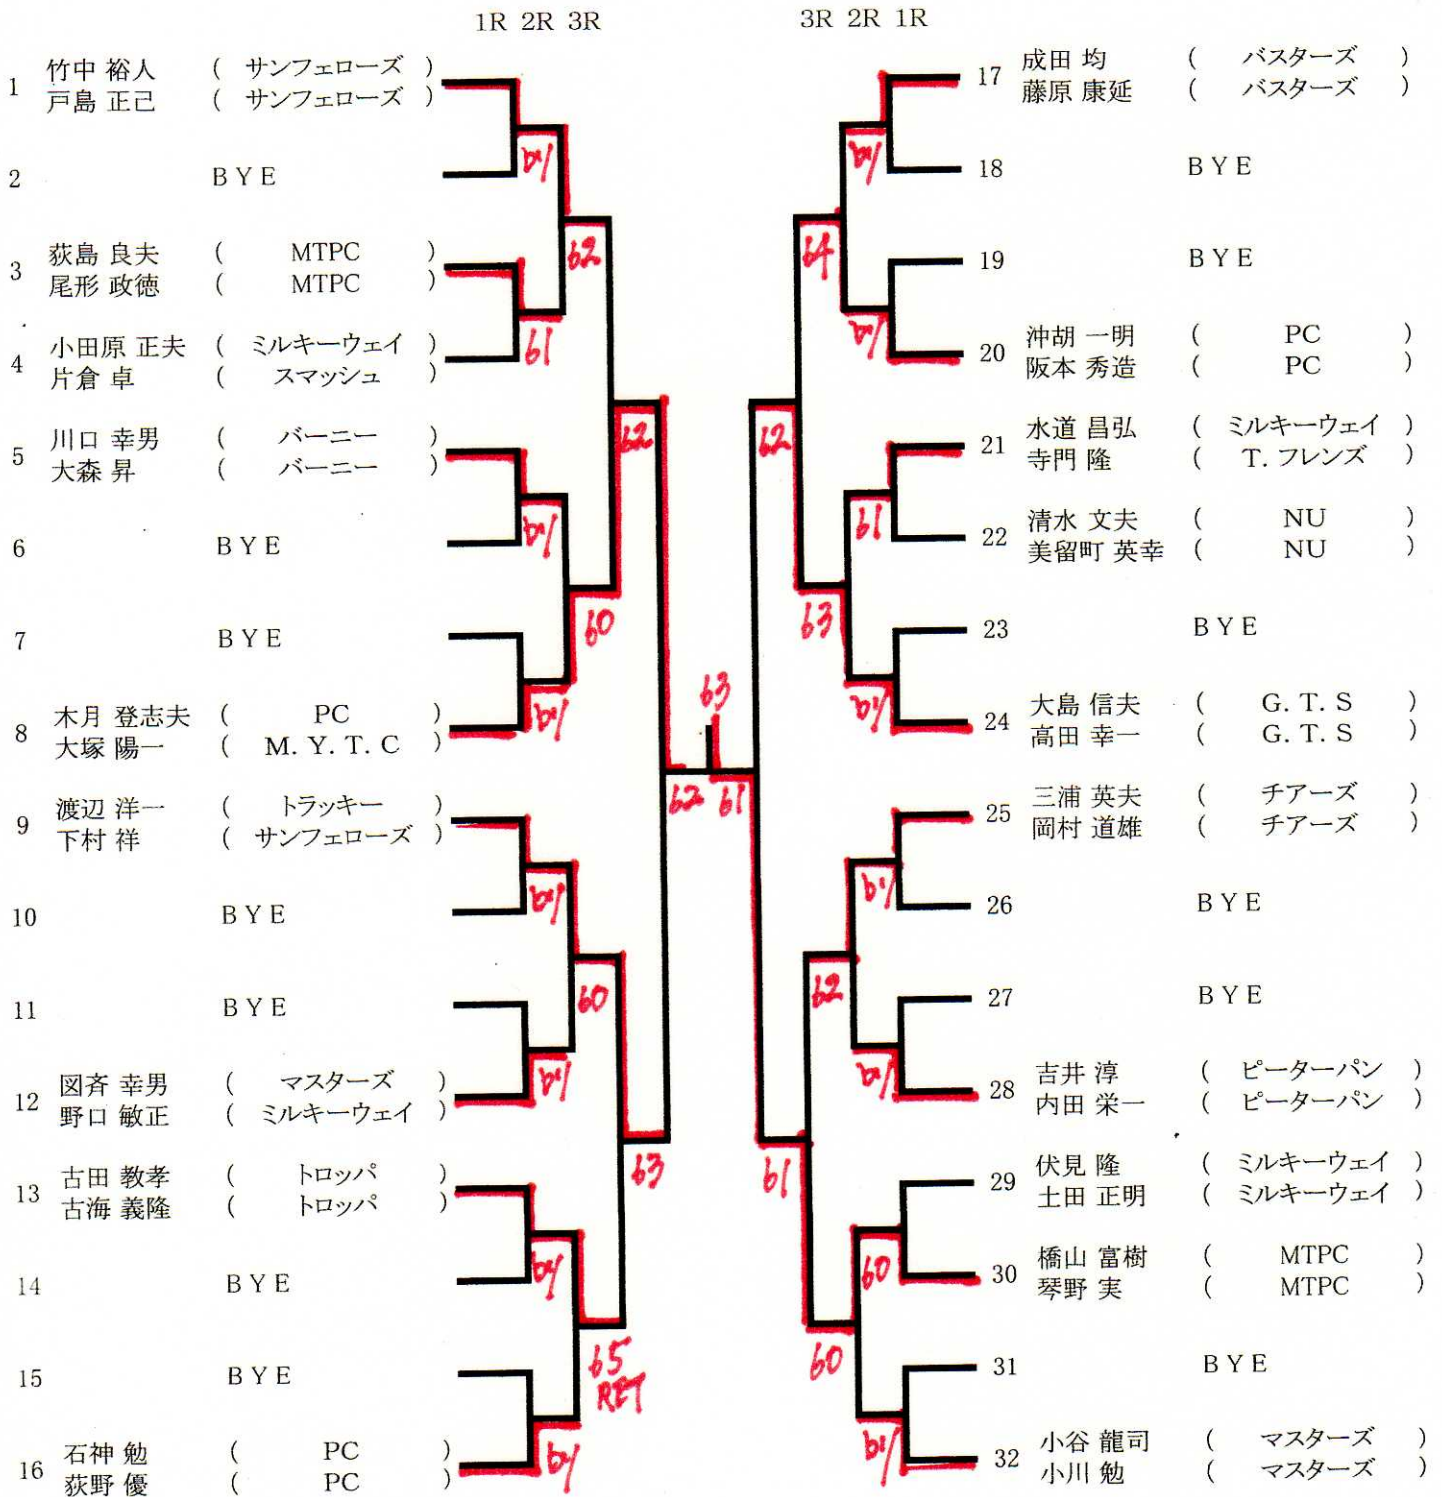 1R 2R 3R
3R 2R 1R
1 竹中 裕人 ( サンフェローズ )
戸島 正己 ( サンフェローズ )
by
2 BYE
3 荻島 良夫 ( MTPC )
尾形 政徳 ( MTPC )
62
4 小田原 正夫 ( ミルキーウェイ )
片倉 卓 ( スマッシュ )
61
5 川口 幸男 ( バーニー )
大森 昇 ( バーニー )
62
by
6 BYE
7 BYE
60
8 木月 登志夫 ( PC )
大塚 陽一 ( M. Y. T. C )
by
9 渡辺 洋一 ( トラッキー )
下村 祥 ( サンフェローズ )
by
10 BYE
11 BYE
60
12 図斉 幸男 ( マスターズ )
野口 敏正 ( ミルキーウェイ )
by
13 古田 教孝 ( トロッパ )
古海 義隆 ( トロッパ )
63
by
14 BYE
15 BYE
65
RET
16 石神 勉 ( PC )
荻野 優 ( PC )
by
63
62 61
17 成田 均 ( バスターズ )
藤原 康延 ( バスターズ )
by
18 BYE
19 BYE
64
20 沖胡 一明 ( PC )
阪本 秀造 ( PC )
by
21 水道 昌弘 ( ミルキーウェイ )
寺門 隆 ( T. フレンズ )
62
61
22 清水 文夫 ( NU )
美留町 英幸 ( NU )
23 BYE
63
24 大島 信夫 ( G. T. S )
高田 幸一 ( G. T. S )
by
25 三浦 英夫 ( チアーズ )
岡村 道雄 ( チアーズ )
by
26 BYE
27 BYE
62
28 吉井 淳 ( ピーターパン )
内田 栄一 ( ピーターパン )
by
29 伏見 隆 ( ミルキーウェイ )
土田 正明 ( ミルキーウェイ )
61
30 橋山 富樹 ( MTPC )
琴野 実 ( MTPC )
60
31 BYE
60
32 小谷 龍司 ( マスターズ )
小川 勉 ( マスターズ )
by